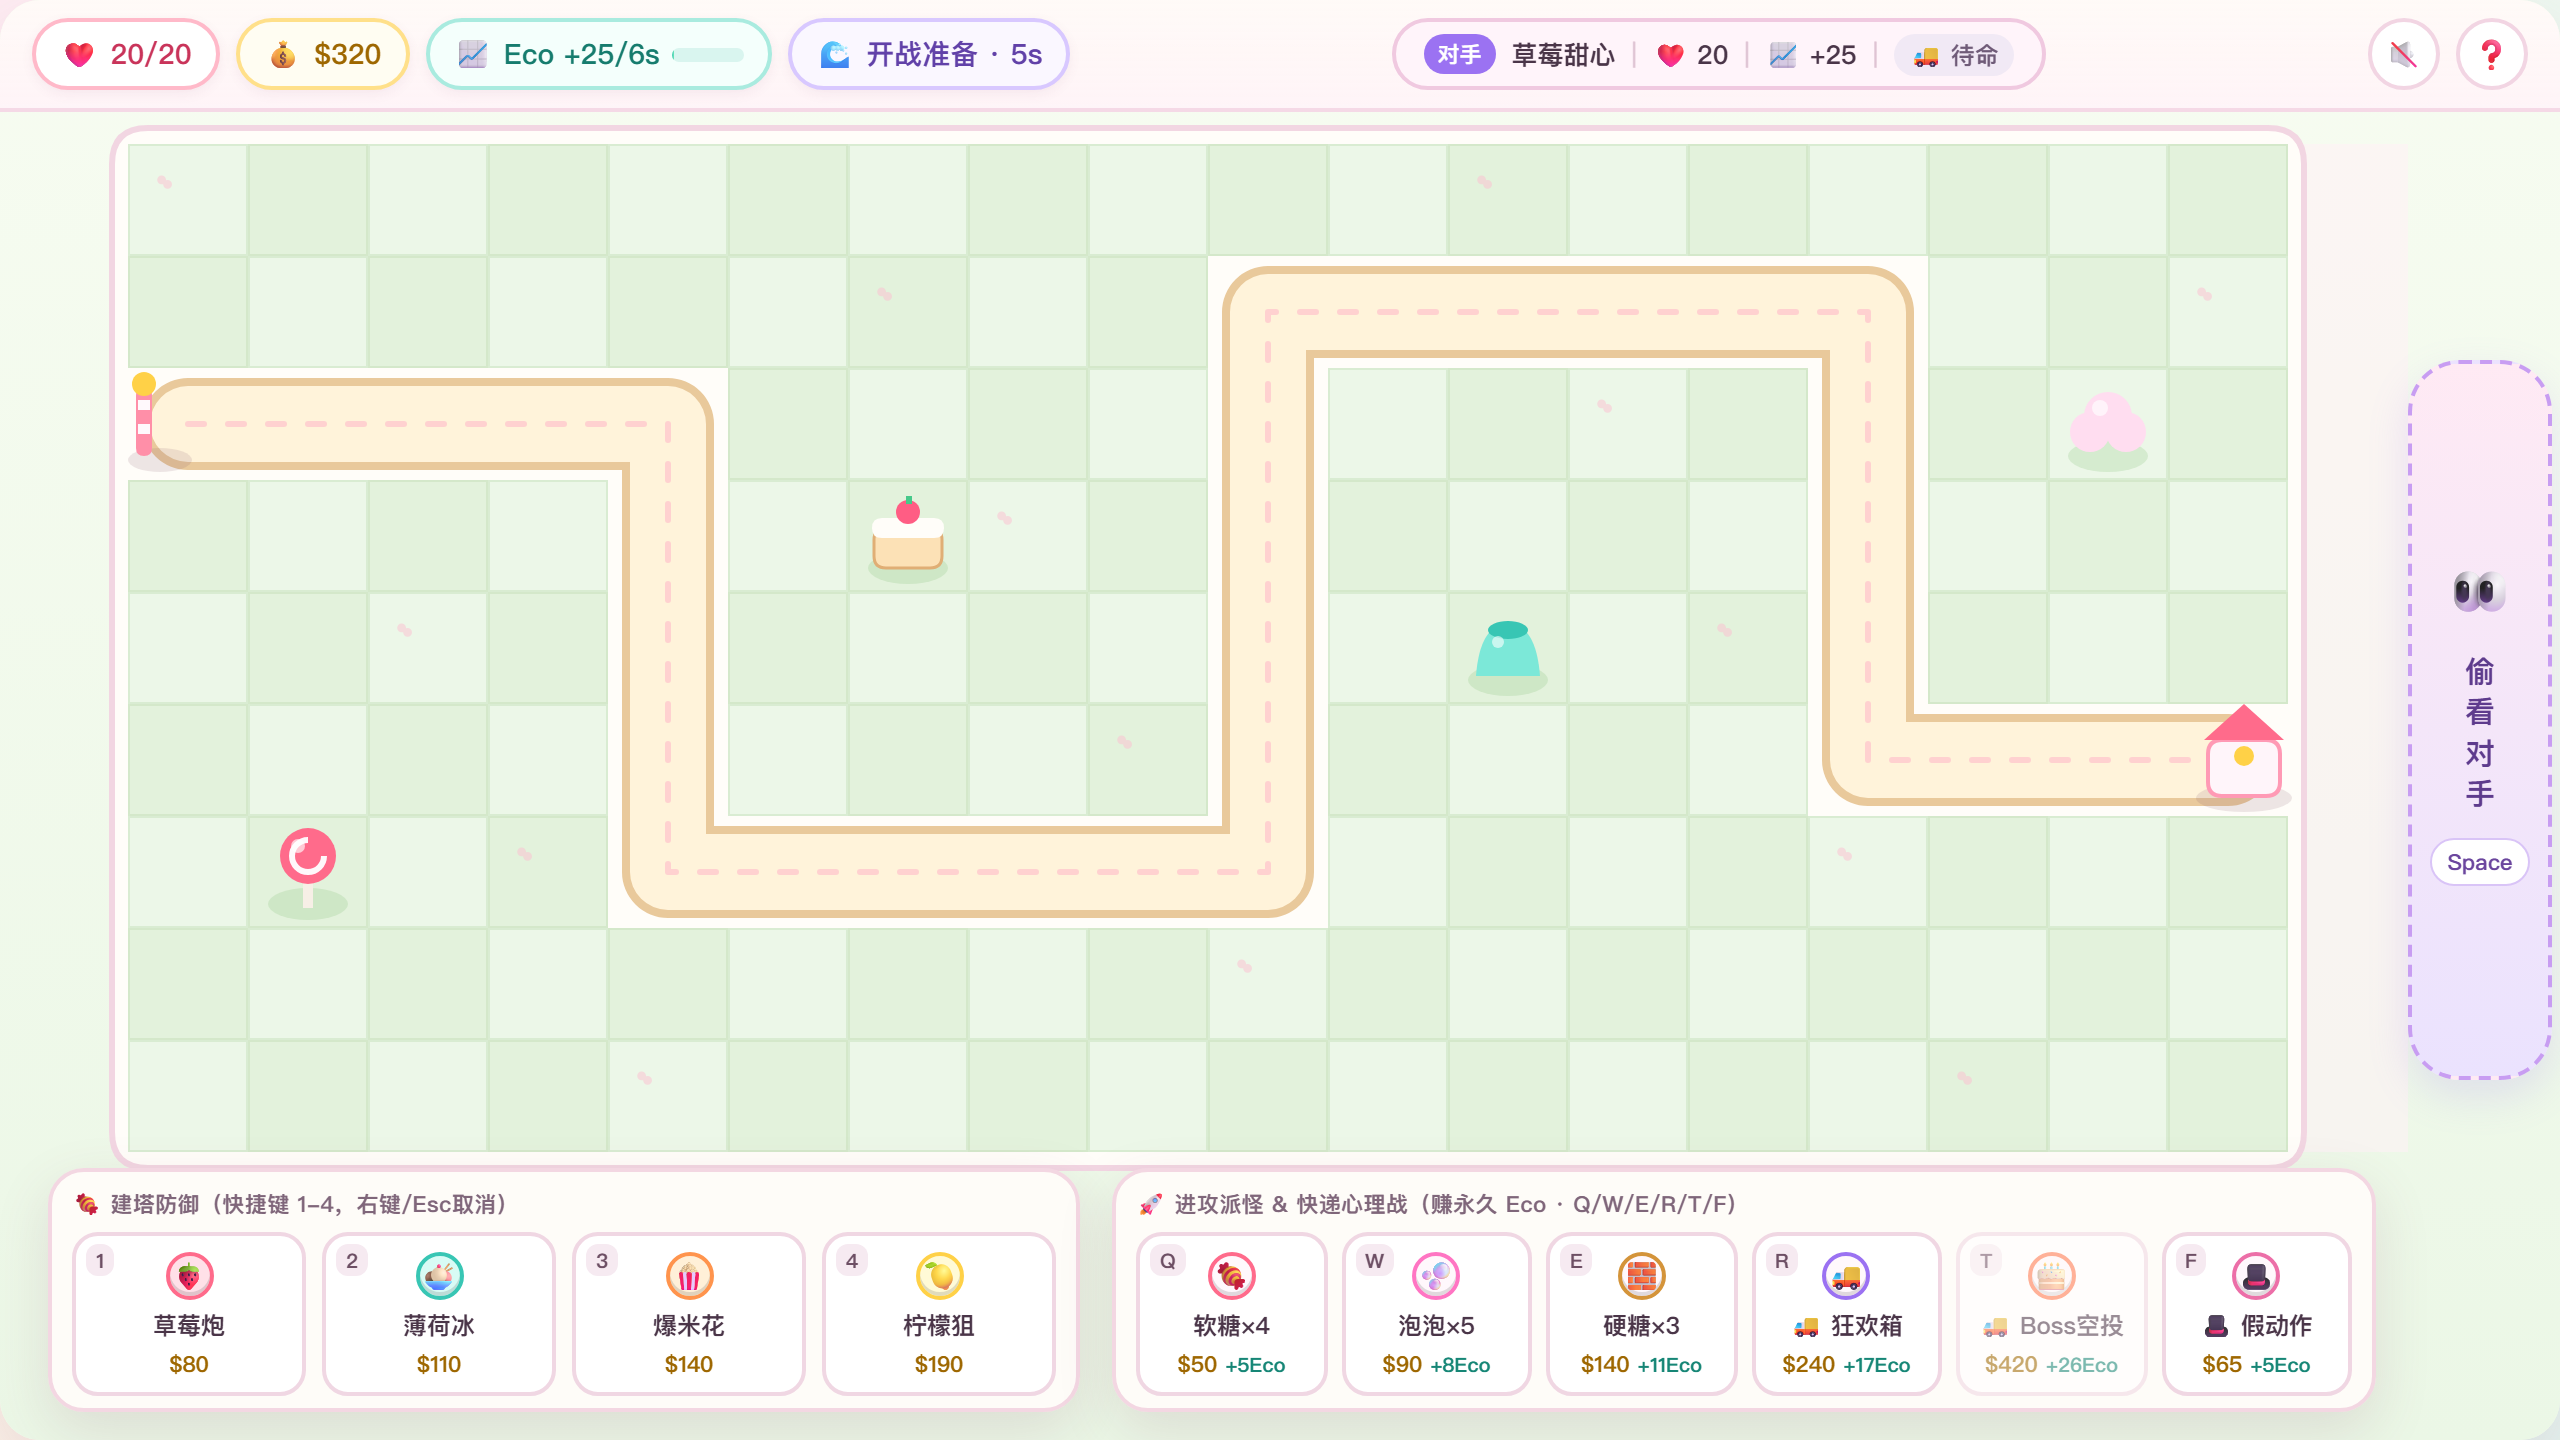 20/20
$320
Eco +25/6s
开战准备 · 5s
对手 草莓甜心 | 20 | +25 | 待命
偷看对手
Space
建塔防御（快捷键 1-4，右键/Esc取消）
1 草莓炮 $80
2 薄荷冰 $110
3 爆米花 $140
4 柠檬狙 $190
进攻派怪 & 快递心理战（赚永久 Eco · Q/W/E/R/T/F）
Q 软糖×4 $50 +5Eco
W 泡泡×5 $90 +8Eco
E 硬糖×3 $140 +11Eco
R 狂欢箱 $240 +17Eco
T Boss空投 $420 +26Eco
F 假动作 $65 +5Eco